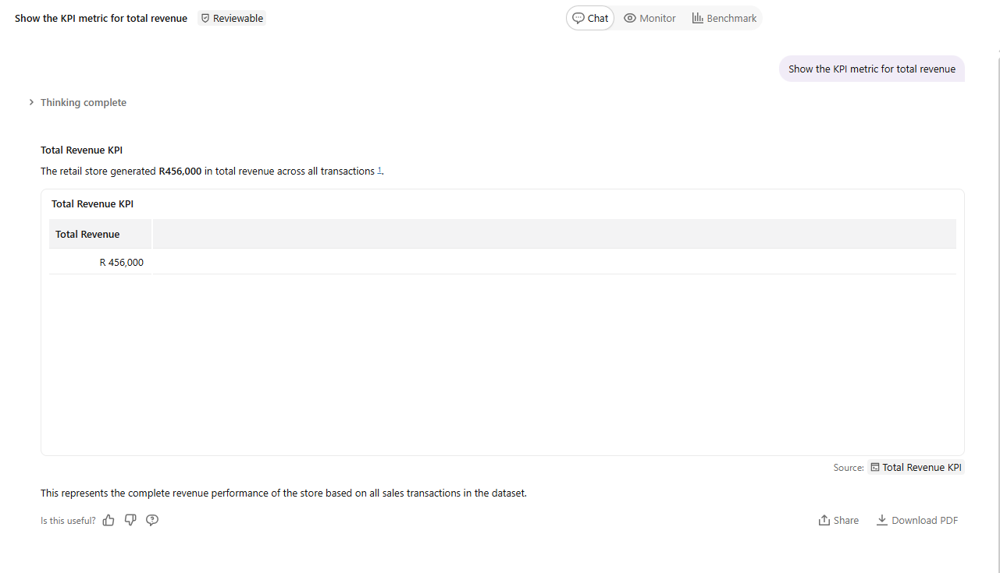 Show the KPI metric for total revenue Reviewable Chat Monitor Benchmark
Show the KPI metric for total revenue
Thinking complete
Total Revenue KPI
The retail store generated R456,000 in total revenue across all transactions 1.
Total Revenue KPI
Total Revenue
R 456,000
Source: Total Revenue KPI
This represents the complete revenue performance of the store based on all sales transactions in the dataset.
Is this useful? Share Download PDF